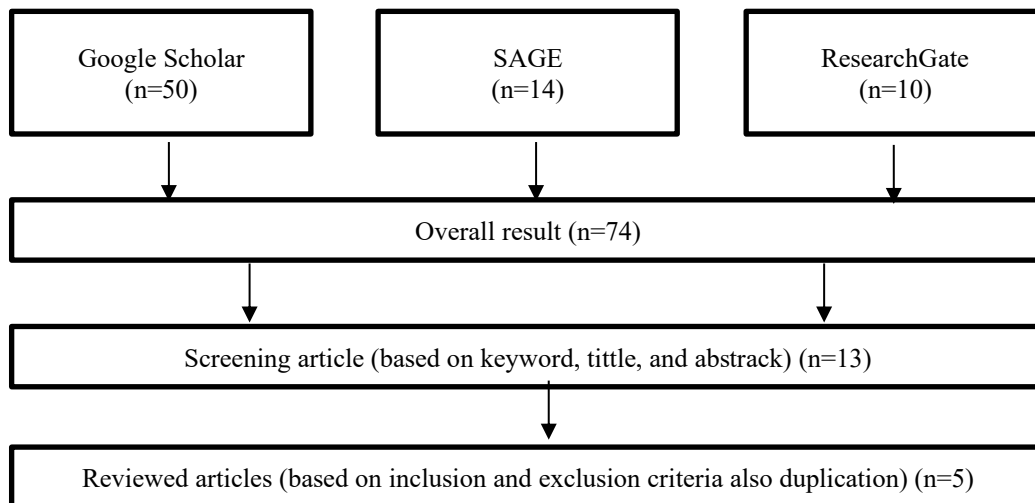 Google Scholar
(n=50)
SAGE
(n=14)
ResearchGate
(n=10)
Overall result (n=74)
Screening article (based on keyword, tittle, and abstrack) (n=13)
Reviewed articles (based on inclusion and exclusion criteria also duplication) (n=5)